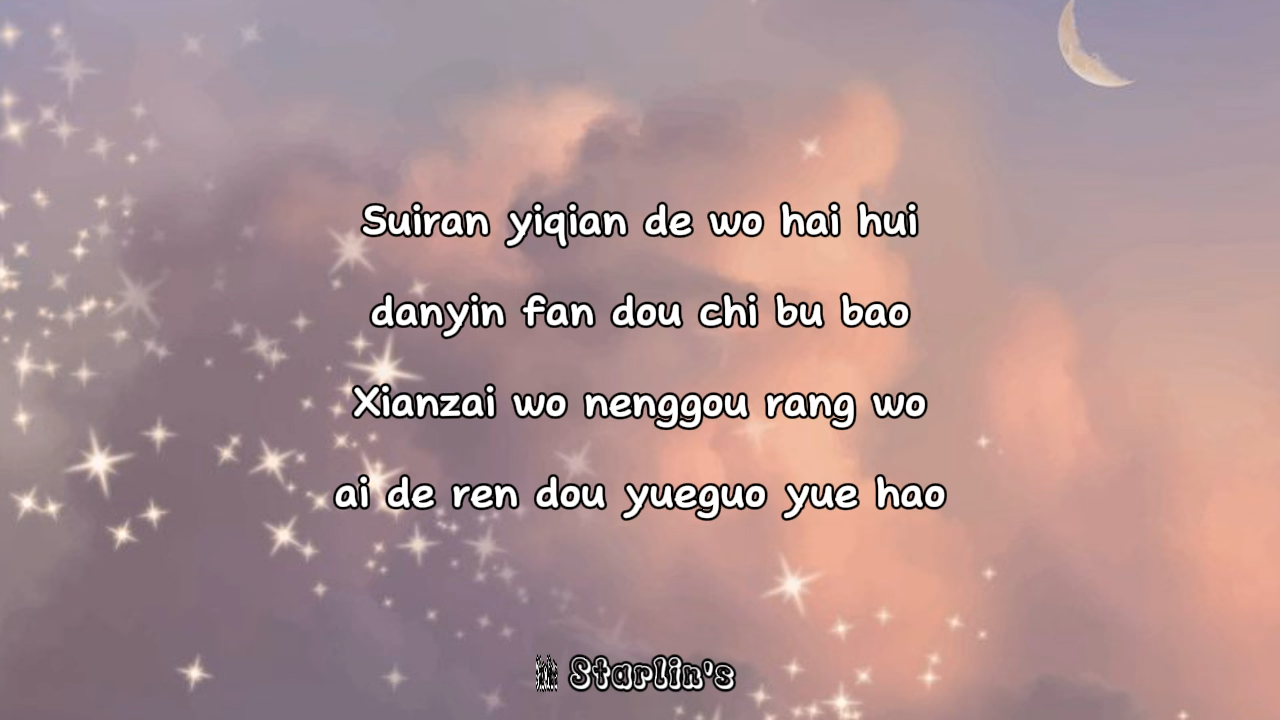 Suiran yiqian de wo hai hui
danyin fan dou chi bu bao
Xianzai wo nenggou rang wo
ai de ren dou yueguo yue hao
Starlin's